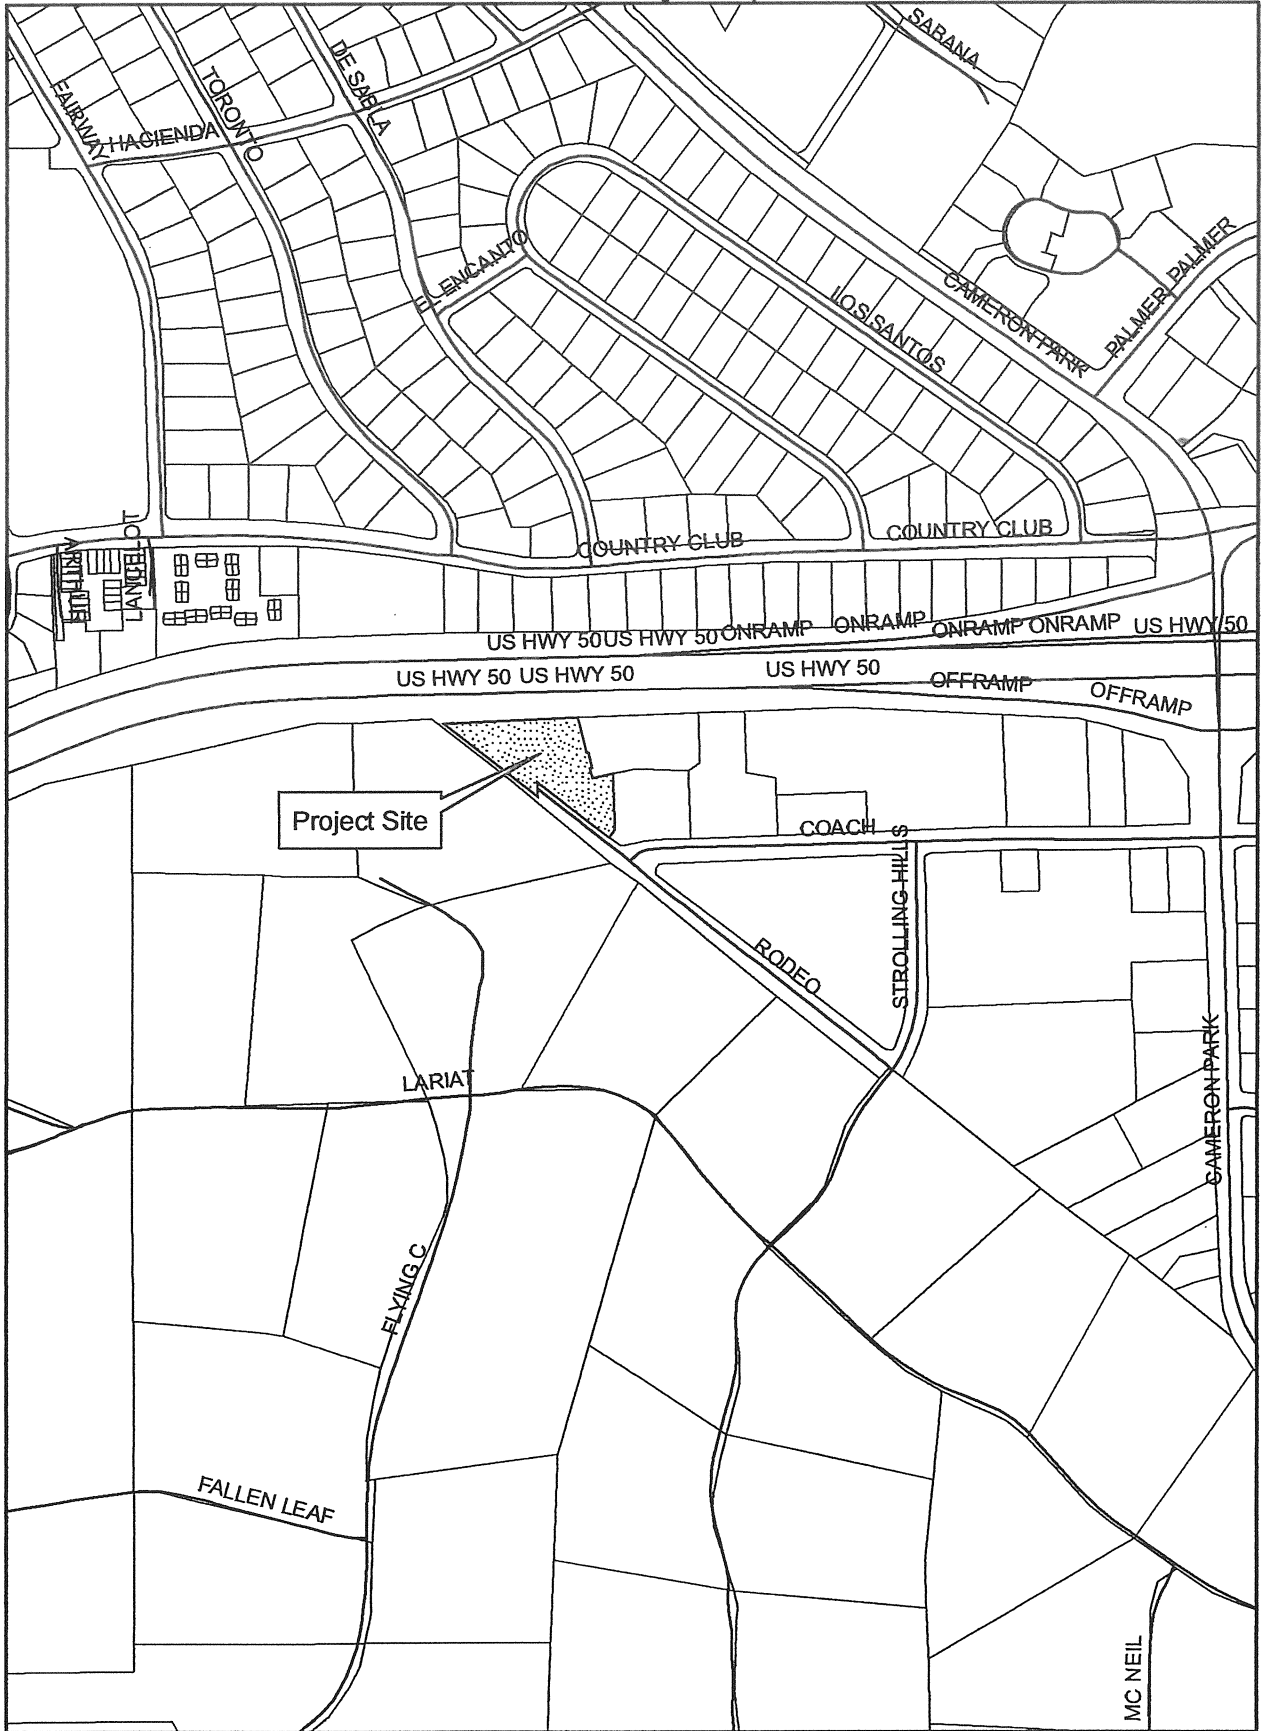 SABANA
DE SABLA
TORONTO
FAIRWAY
HACIENDA
EL ENCANTO
PALMER
PALMER
CAMERON PARK
LOS SANTOS
COUNTRY CLUB
COUNTRY CLUB
LANCELOT
ARTHUR
US HWY 50 US HWY 50 ONRAMP ONRAMP ONRAMP ONRAMP US HWY 50
US HWY 50 US HWY 50 US HWY 50 OFFRAMP OFFRAMP
Project Site
COACH
STROLLING HILLS
RODEO
CAMERON PARK
LARIAT
FLYING C
FALLEN LEAF
MC NEIL